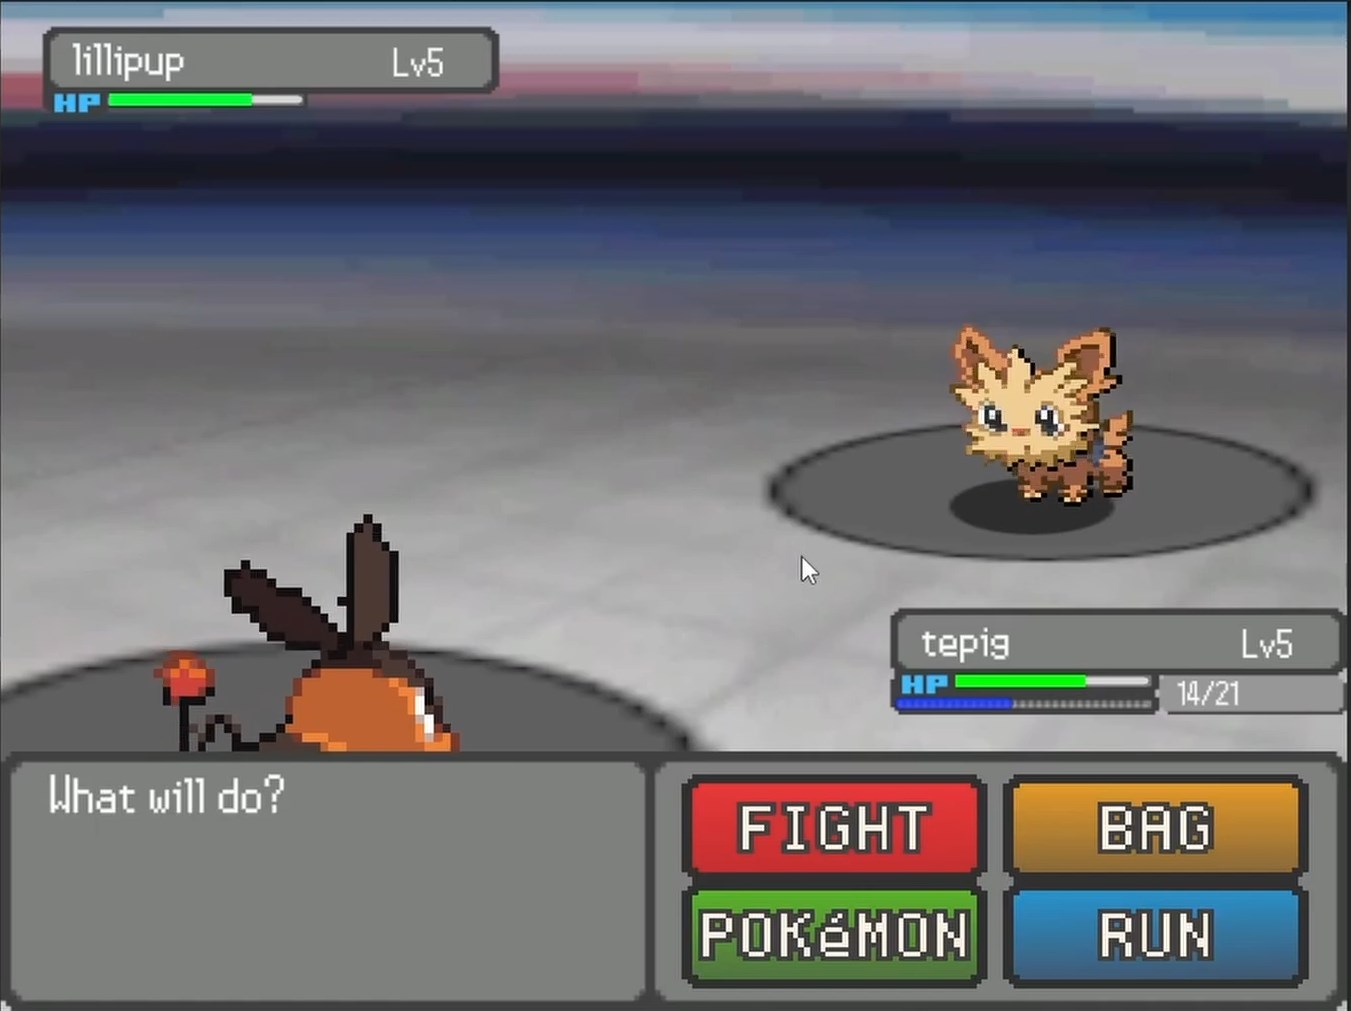 lillipup Lv5
HP
tepig Lv5
HP 14/21
What will do?
FIGHT BAG
POKéMON RUN